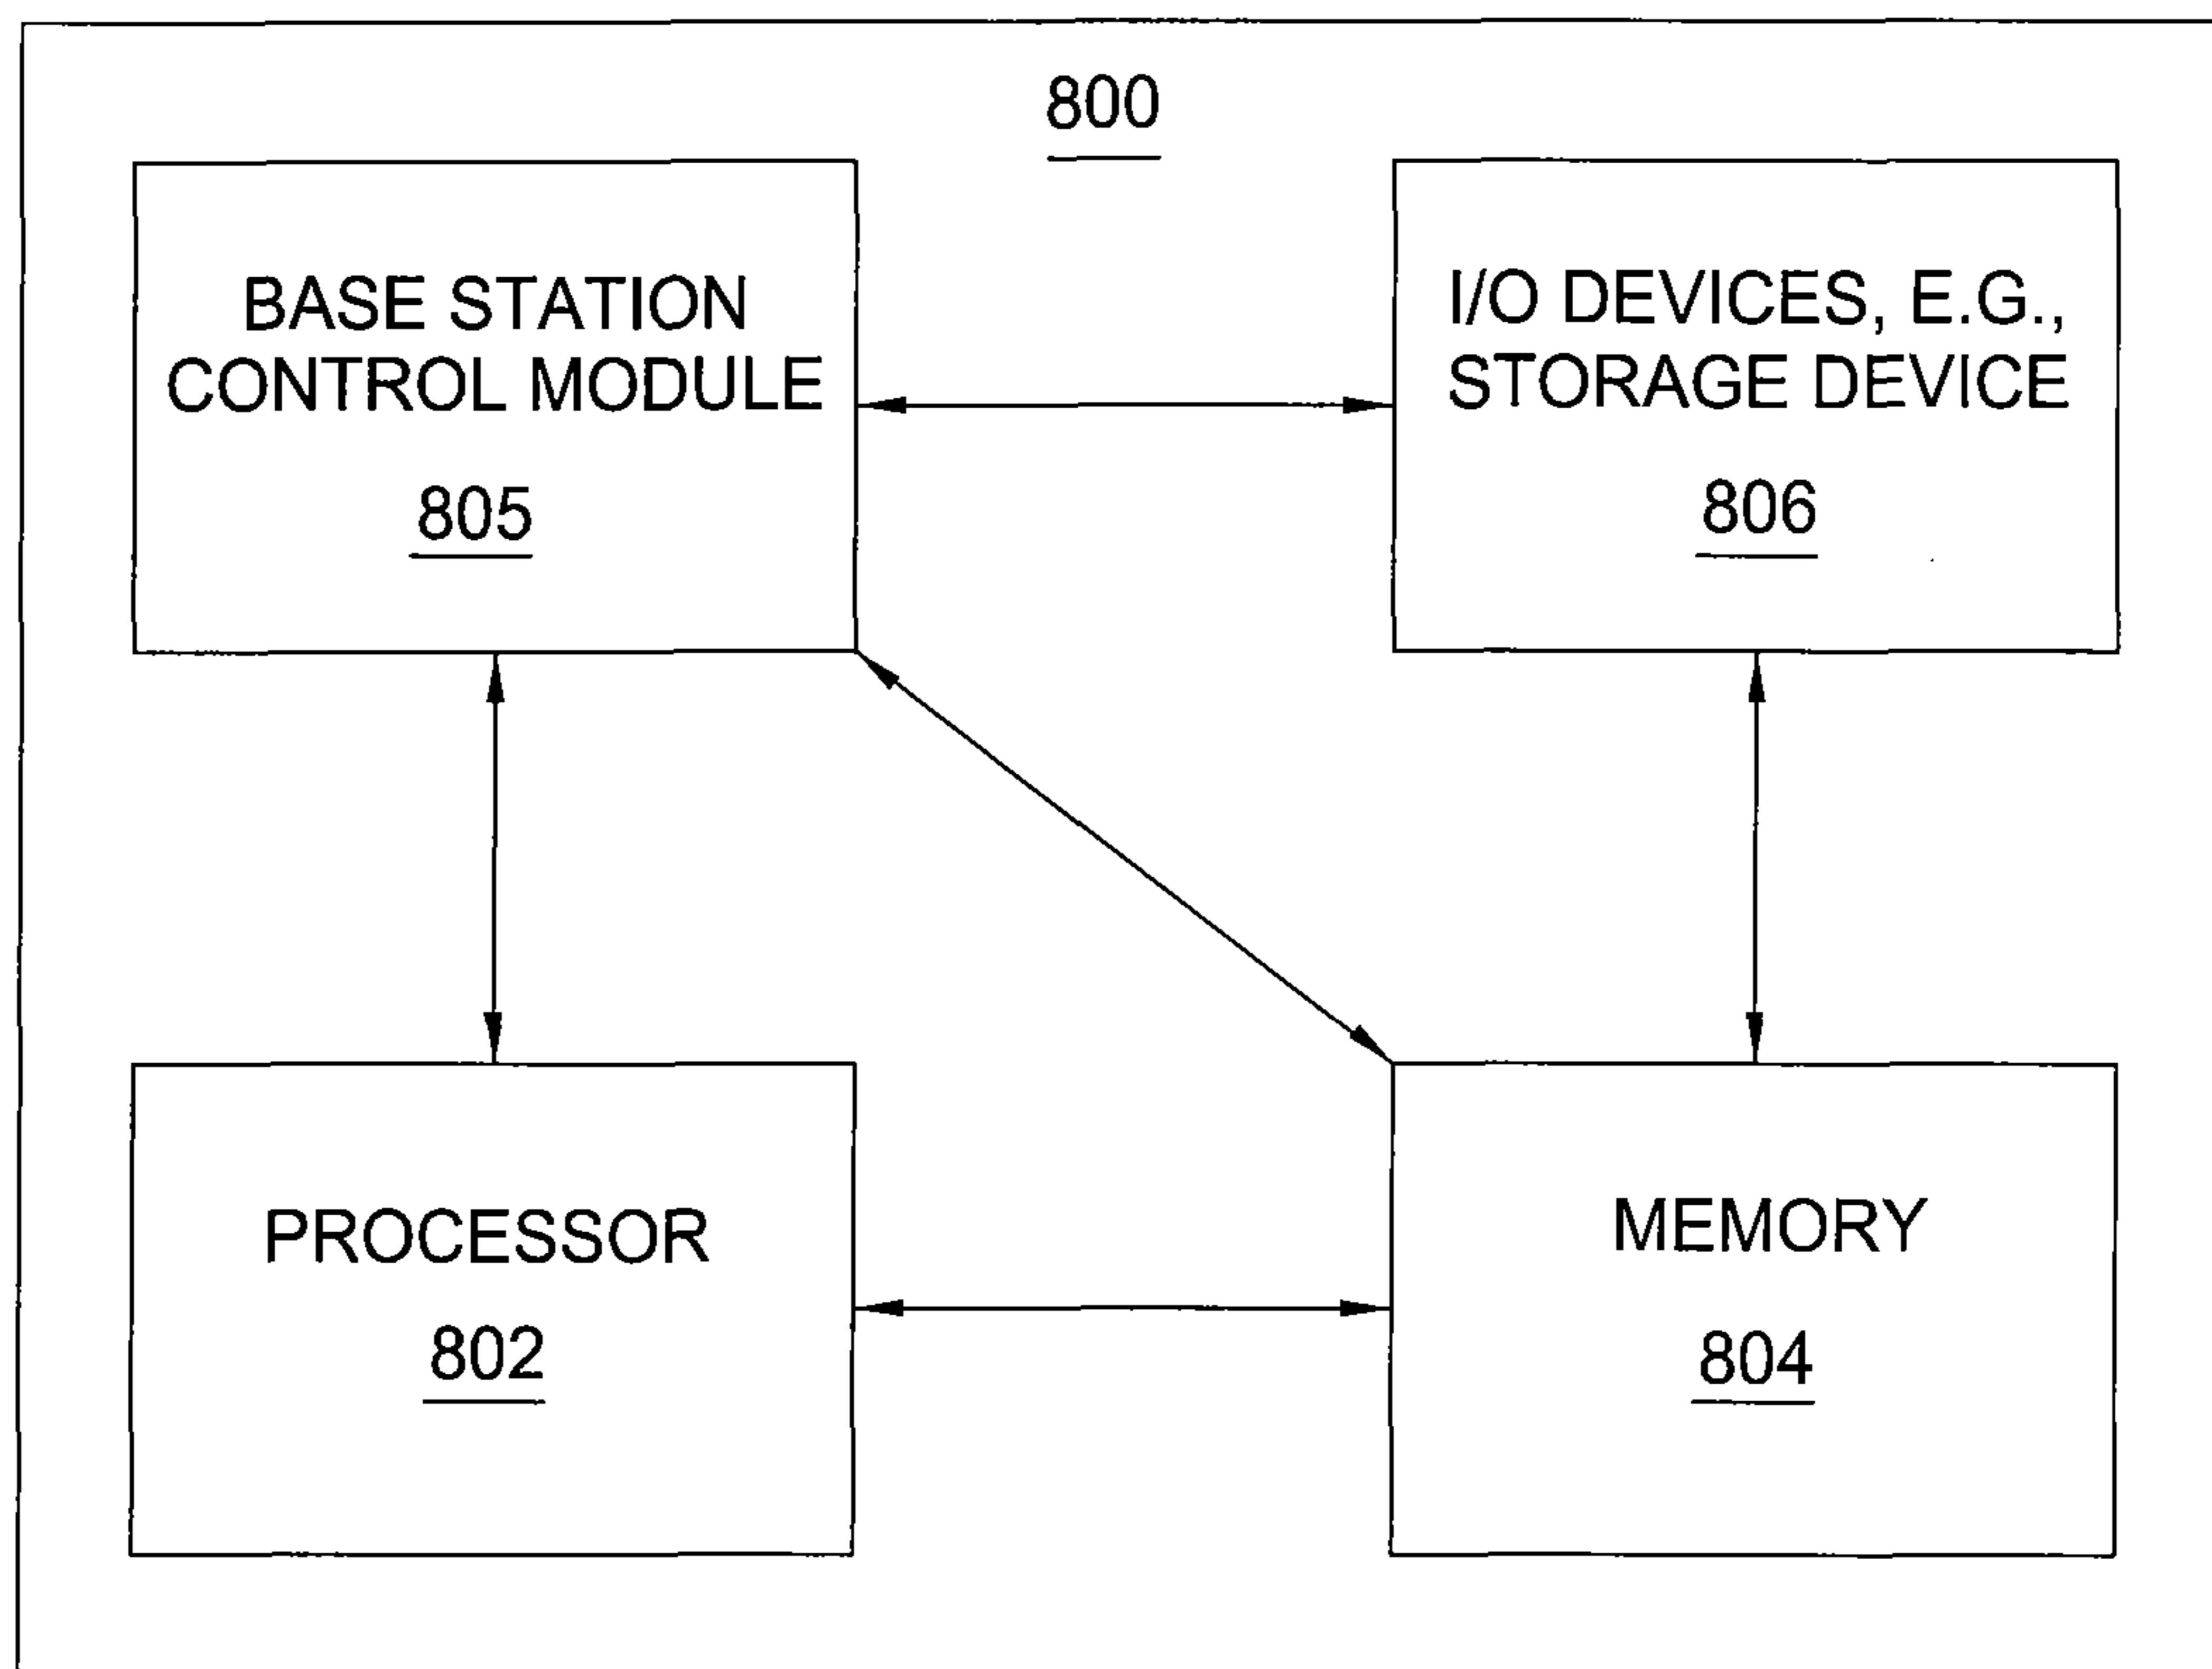 800
BASE STATION
CONTROL MODULE
805
I/O DEVICES, E.G.,
STORAGE DEVICE
806
PROCESSOR
802
MEMORY
804